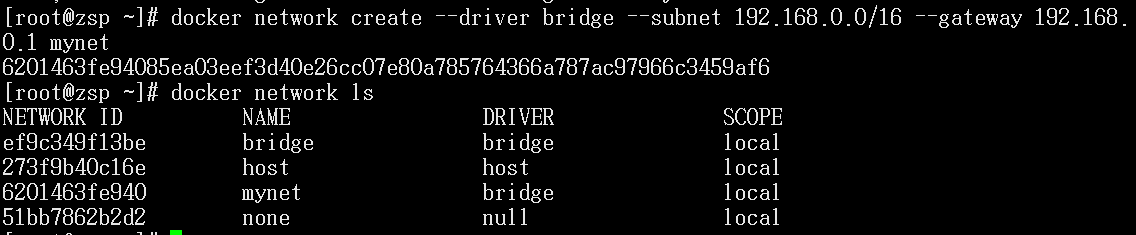 [root@zsp ~]# docker network create --driver bridge --subnet 192.168.0.0/16 --gateway 192.168.
0.1 mynet
6201463fe94085ea03eef3d40e26cc07e80a785764366a787ac97966c3459af6
[root@zsp ~]# docker network ls
NETWORK ID          NAME                DRIVER              SCOPE
ef9c349f13be        bridge              bridge              local
273f9b40c16e        host                host                local
6201463fe940        mynet               bridge              local
51bb7862b2d2        none                null                local
[root@zsp ~]#